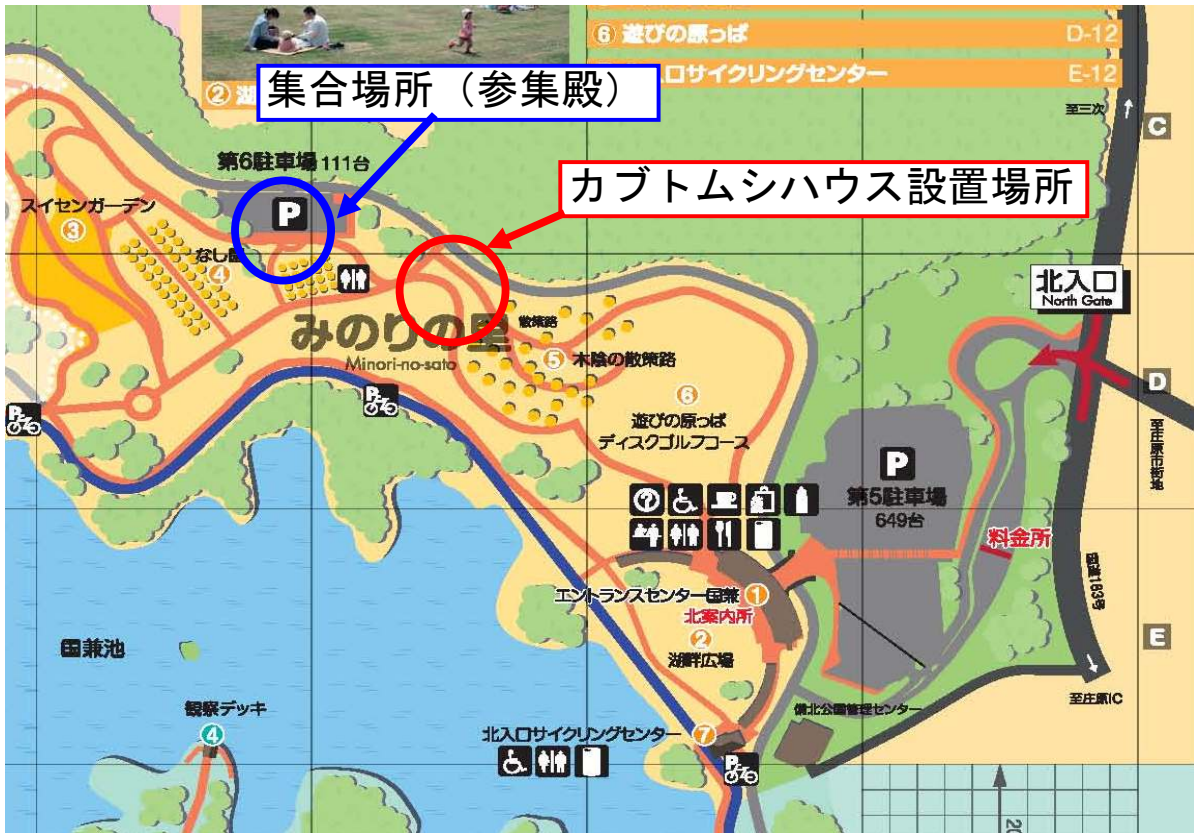 ⑥ 遊びの原っぱ D-12
入口サイクリングセンター E-12
②
集合場所（参集殿）
至三次
C
第6駐車場 111台
P
カブトムシハウス設置場所
スイセンガーデン
③
なし園
④
北入口
North Gate
みのりの里
Minori-no-sato
散策路
⑤ 木陰の散策路
D
⑥
遊びの原っぱ
ディスクゴルフコース
至庄原市街地
P
第5駐車場
649台
料金所
国道183号
エントランスセンター国兼 ①
北案内所
②
湖畔広場
E
国兼池
至庄原IC
観察デッキ
④
備北公園管理センター
北入口サイクリングセンター ⑦
P
P
P